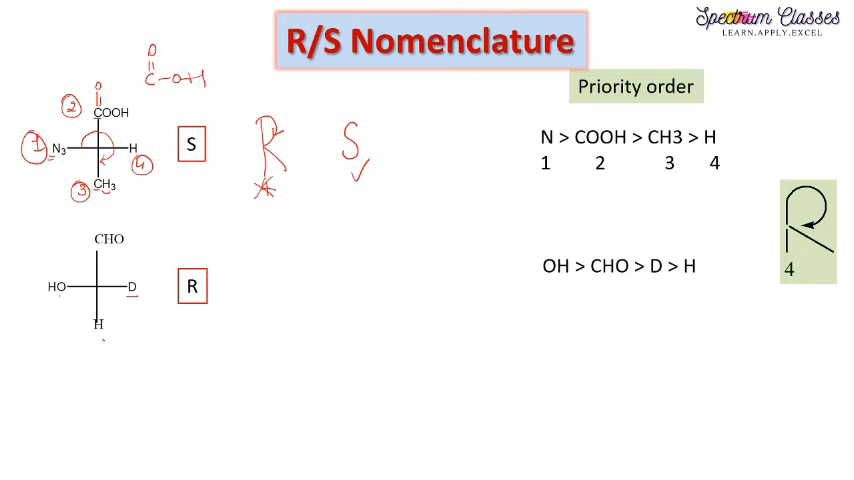 Spectrum Classes
LEARN.APPLY.EXCEL
R/S Nomenclature
Priority order
O
C-OH
O
2 COOH
1 N3 H 4
3 CH3
S
R S
N > COOH > CH3 > H
1 2 3 4
CHO
HO D
H
R
OH > CHO > D > H
4